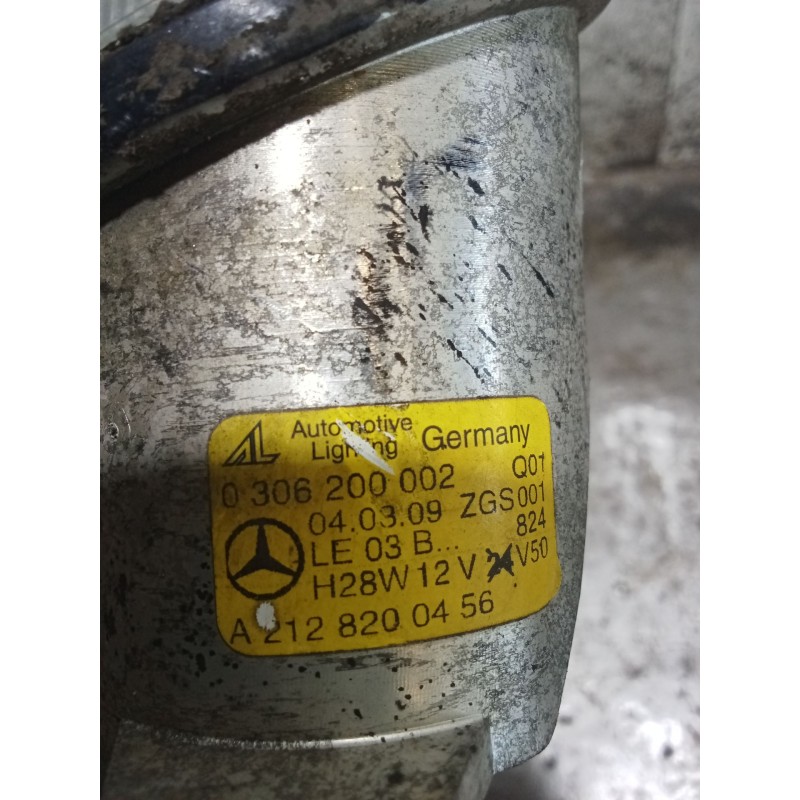 AL Automotive Lighting Germany
0 306 200 002 Q01
04.03.09 ZGS 001
LE 03 B... 824
H28W 12 V V50
A 212 820 04 56